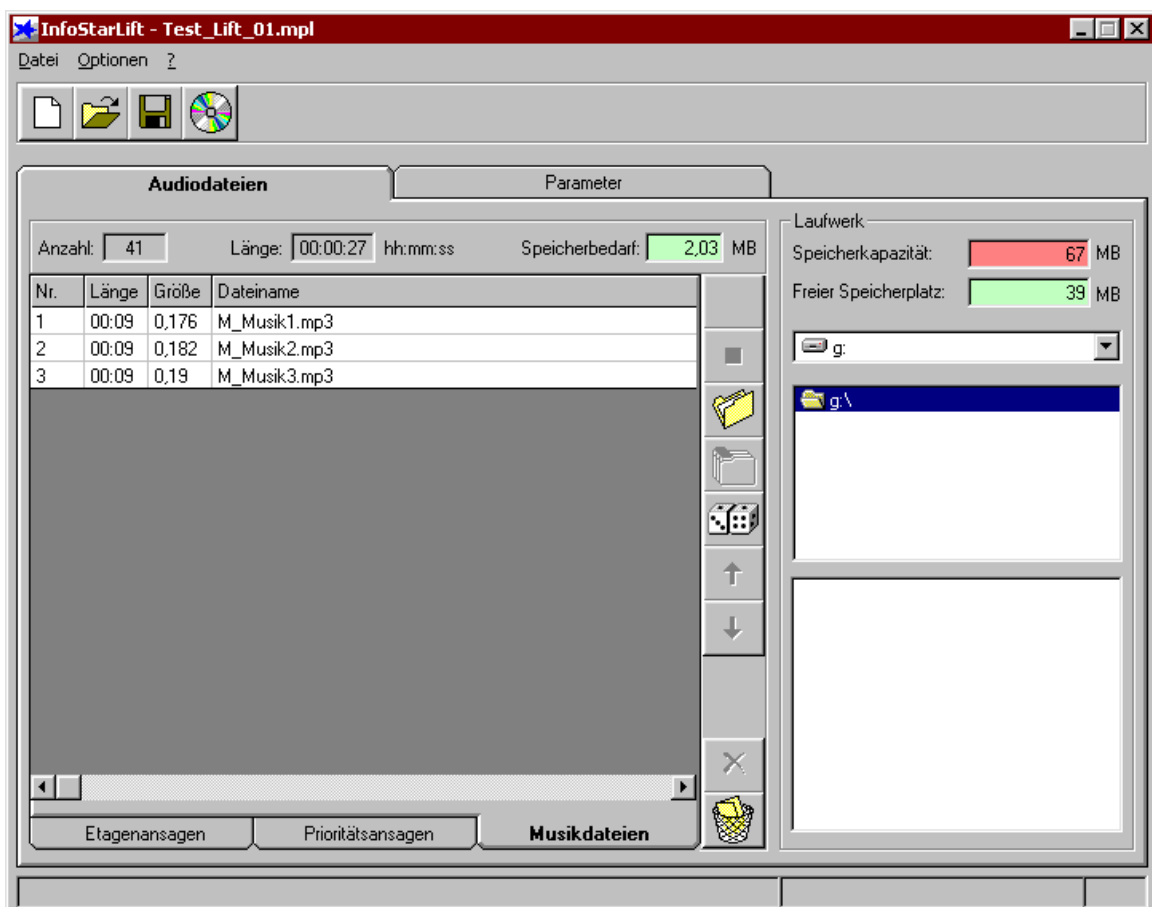 InfoStarLift - Test_Lift_01.mpl
Datei Optionen ?
Audiodateien Parameter
Anzahl: 41 Länge: 00:00:27 hh:mm:ss Speicherbedarf: 2,03 MB
Nr. Länge Größe Dateiname
1 00:09 0,176 M_Musik1.mp3
2 00:09 0,182 M_Musik2.mp3
3 00:09 0,19 M_Musik3.mp3
Etagenansagen Prioritätsansagen Musikdateien
Laufwerk
Speicherkapazität: 67 MB
Freier Speicherplatz: 39 MB
g:
g:\